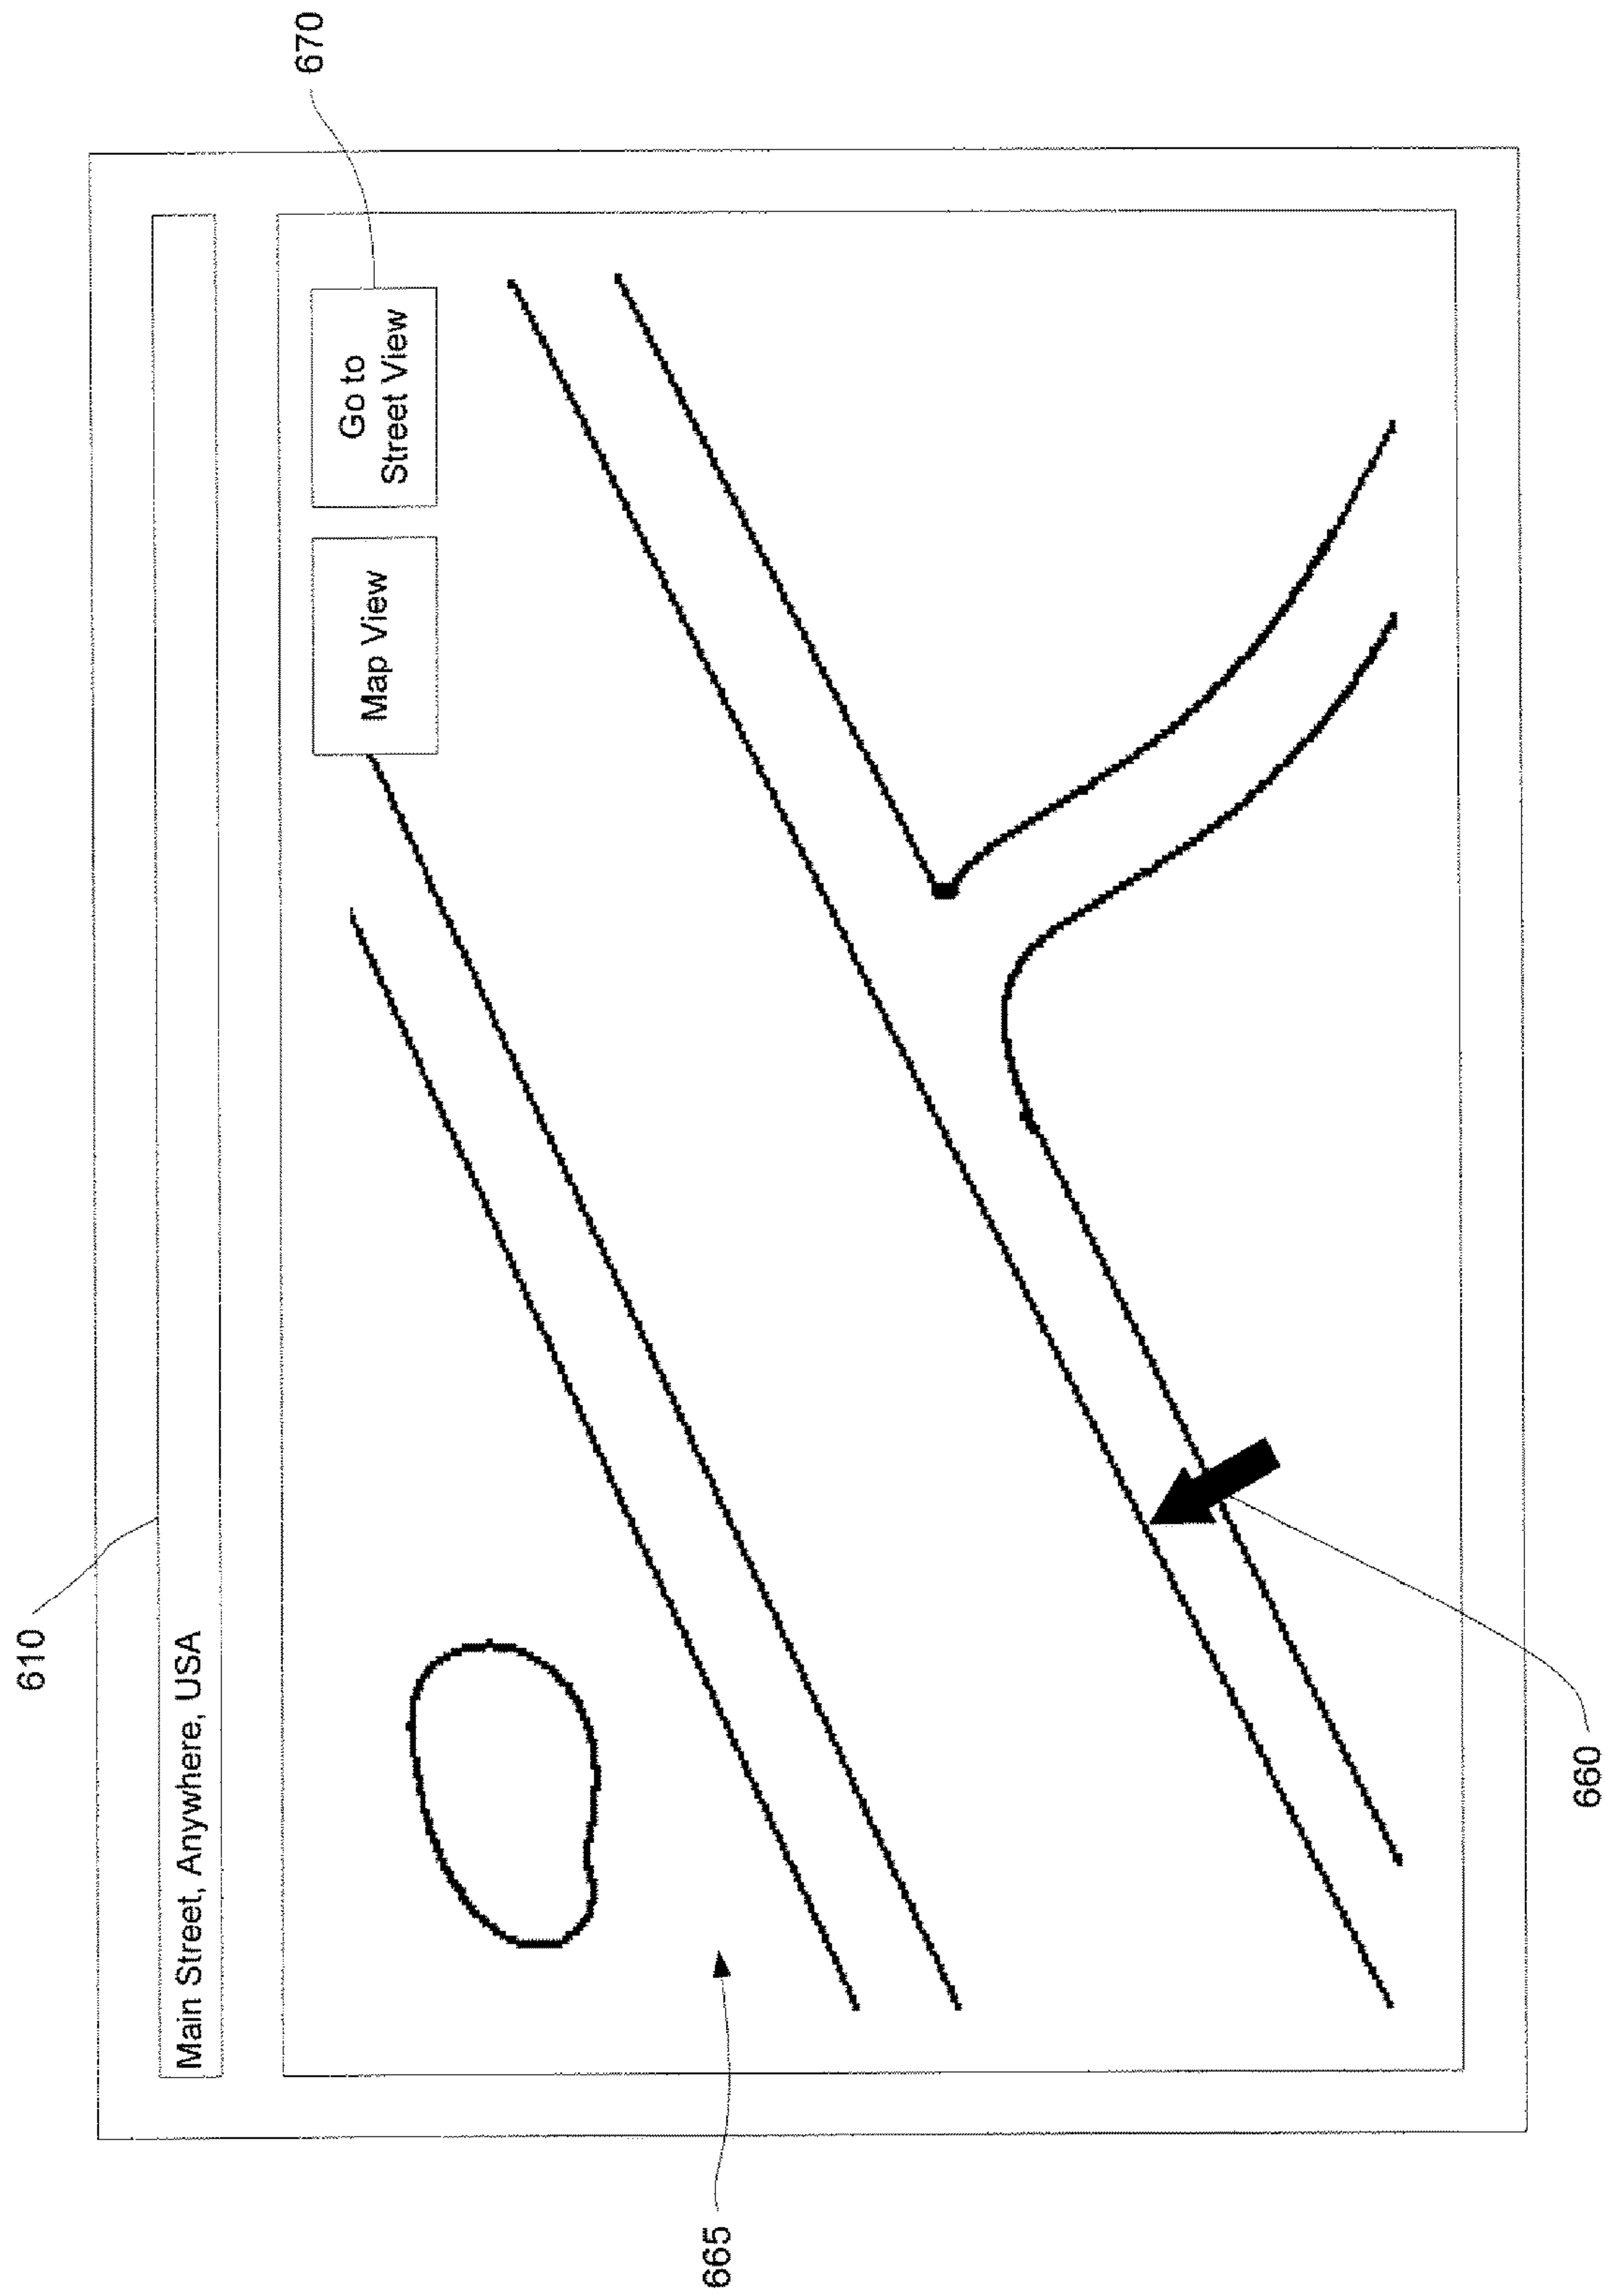 610
Main Street, Anywhere, USA
670
Map View
Go to
Street View
665
660